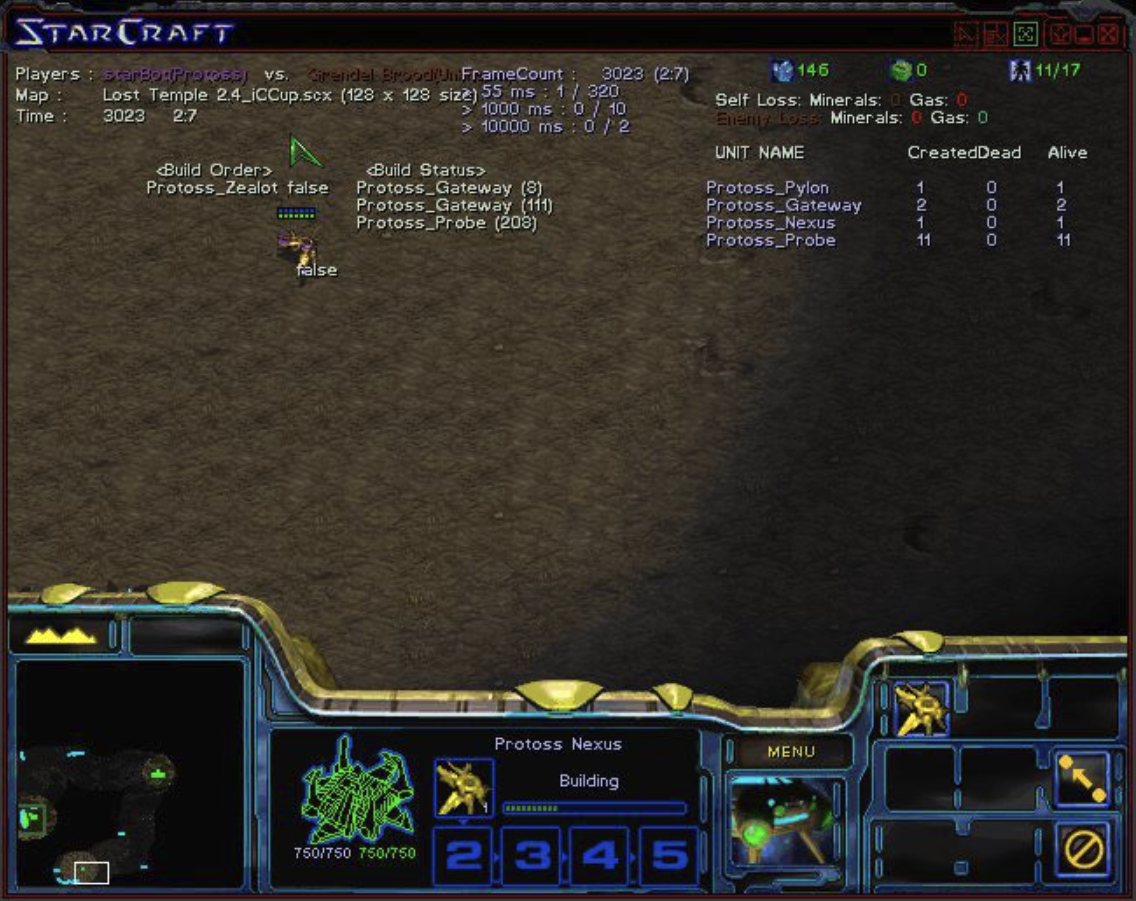 STARCRAFT
Players : starBot(Protoss) vs. Grendel Brood(Un
FrameCount : 3023 (2:7)
146 0 11/17
Map : Lost Temple 2.4_iCCup.scx (128 x 128 size)
> 55 ms : 1 / 320
Time : 3023 2:7
> 1000 ms : 0 / 10
> 10000 ms : 0 / 2
Self Loss: Minerals: 0 Gas: 0
Enemy Loss: Minerals: 0 Gas: 0
UNIT NAME CreatedDead Alive
Protoss_Pylon 1 0 1
Protoss_Gateway 2 0 2
Protoss_Nexus 1 0 1
Protoss_Probe 11 0 11
<Build Order>
Protoss_Zealot false
<Build Status>
Protoss_Gateway (8)
Protoss_Gateway (111)
Protoss_Probe (208)
false
Protoss Nexus
Building
1
750/750 750/750
2 3 4 5
MENU